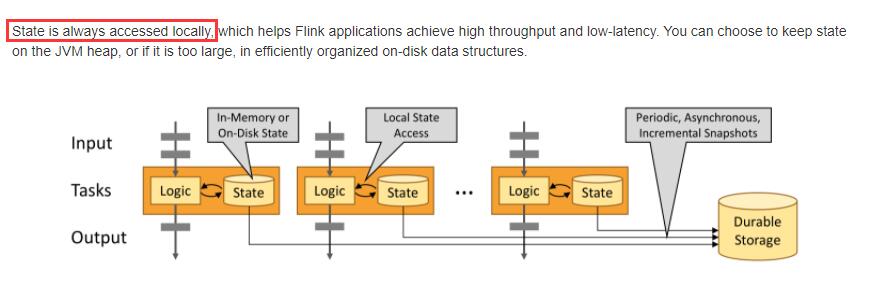 State is always accessed locally, which helps Flink applications achieve high throughput and low-latency. You can choose to keep state
on the JVM heap, or if it is too large, in efficiently organized on-disk data structures.
In-Memory or
On-Disk State
Local State
Access
Periodic, Asynchronous,
Incremental Snapshots
Input
Tasks
Logic
State
Logic
State
...
Logic
State
Output
Durable
Storage